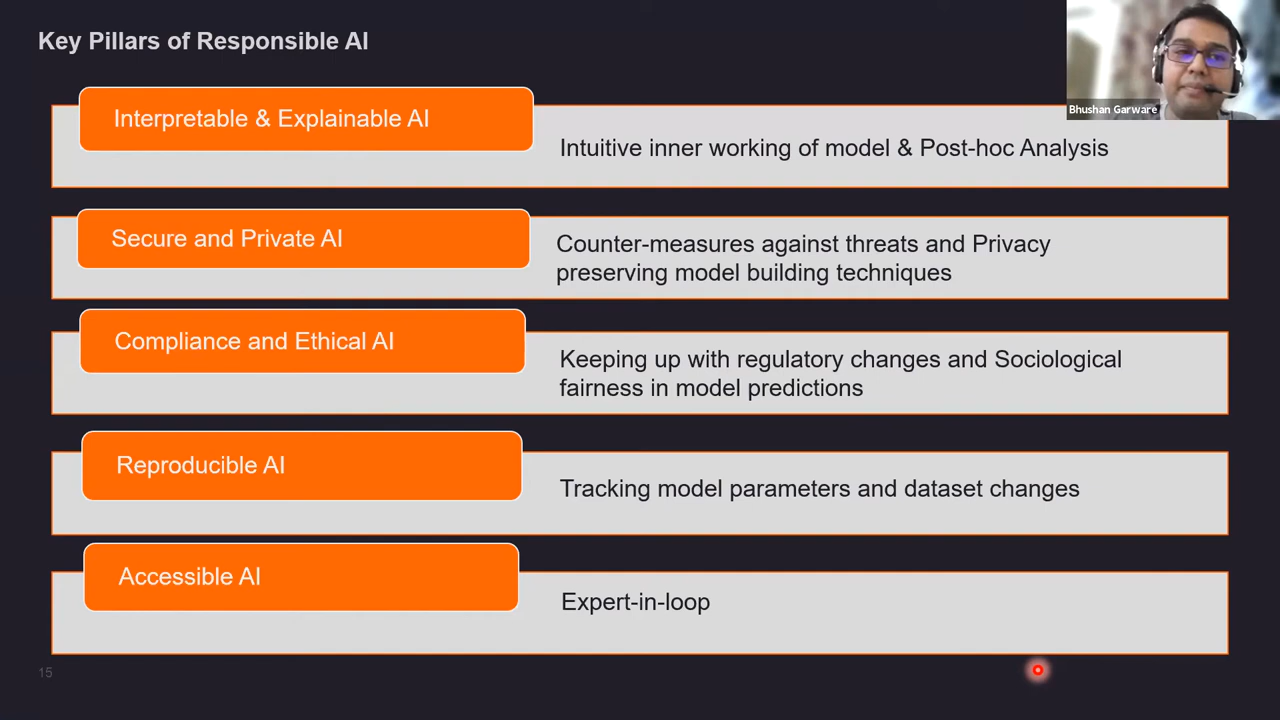 Key Pillars of Responsible AI
Bhushan Garware
Interpretable & Explainable AI
Intuitive inner working of model & Post-hoc Analysis
Secure and Private AI
Counter-measures against threats and Privacy
preserving model building techniques
Compliance and Ethical AI
Keeping up with regulatory changes and Sociological
fairness in model predictions
Reproducible AI
Tracking model parameters and dataset changes
Accessible AI
Expert-in-loop
15